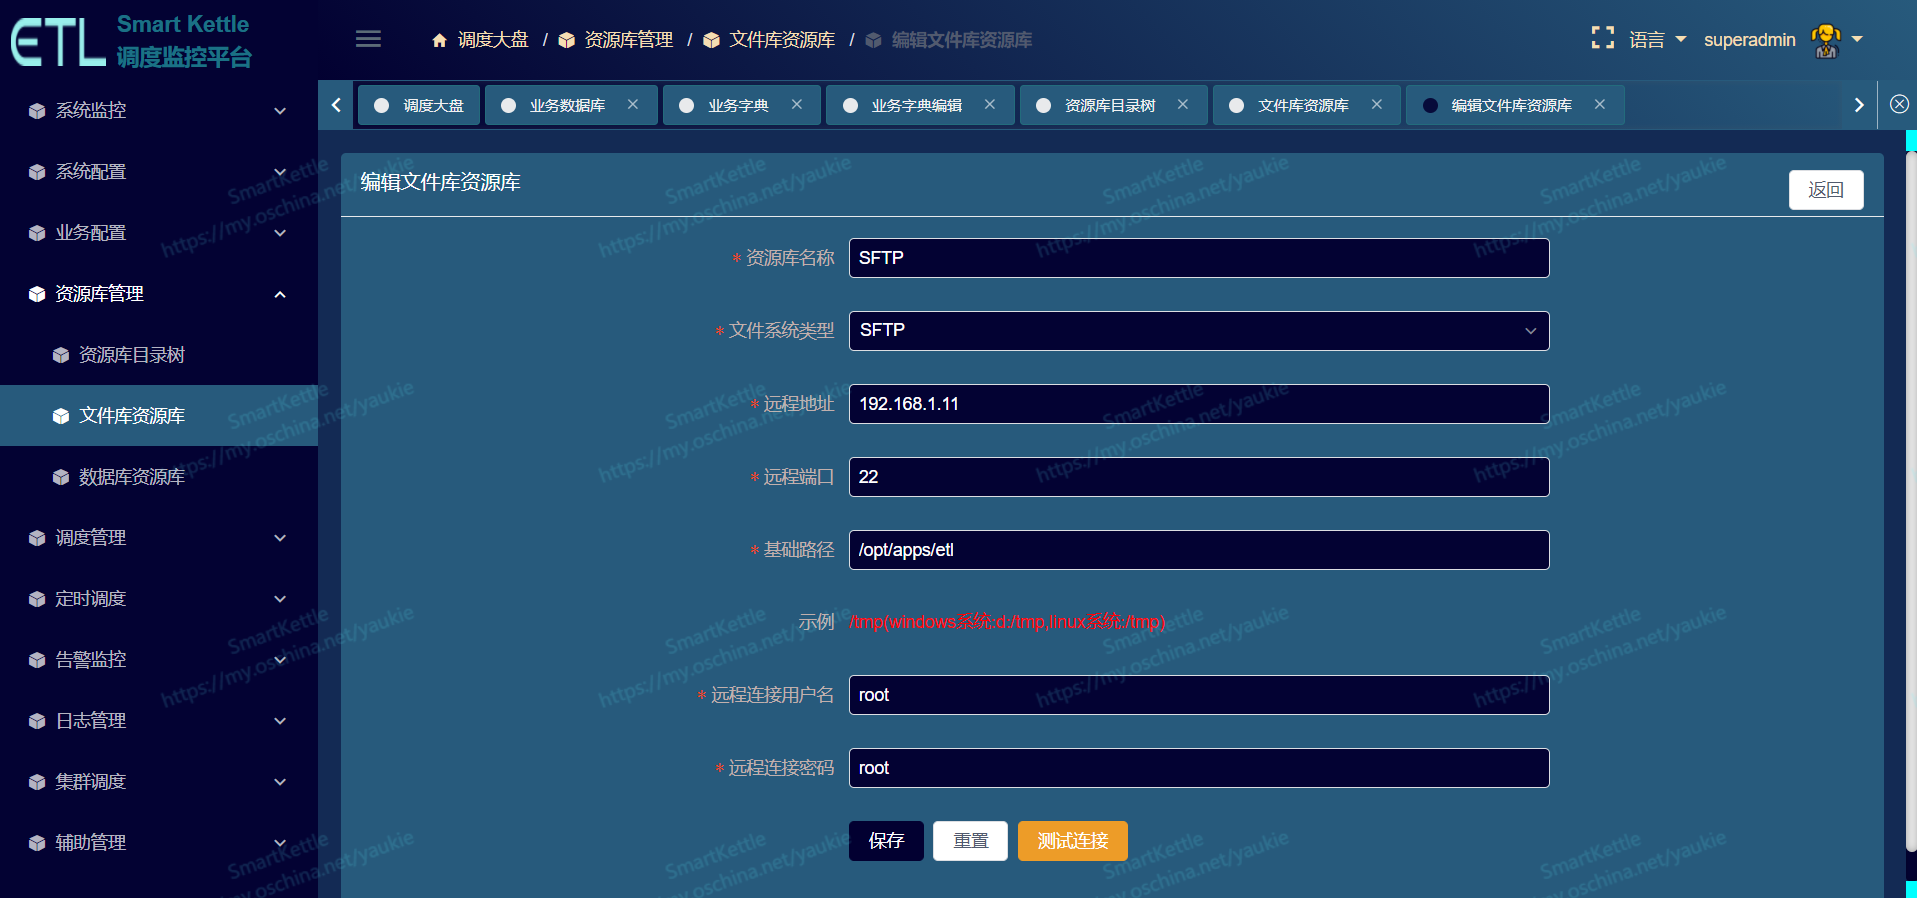 ETL Smart Kettle
调度监控平台
调度大盘 / 资源库管理 / 文件库资源库 / 编辑文件库资源库
语言 superadmin
系统监控
系统配置
业务配置
资源库管理
资源库目录树
文件库资源库
数据库资源库
调度管理
定时调度
告警监控
日志管理
集群调度
辅助管理
调度大盘 业务数据库 业务字典 业务字典编辑 资源库目录树 文件库资源库 编辑文件库资源库
编辑文件库资源库
返回
* 资源库名称 SFTP
* 文件系统类型 SFTP
* 远程地址 192.168.1.11
* 远程端口 22
* 基础路径 /opt/apps/etl
示例 /tmp(windows系统:d:/tmp,linux系统:/tmp)
* 远程连接用户名 root
* 远程连接密码 root
保存 重置 测试连接
SmartKettle
https://my.oschina.net/yaukie